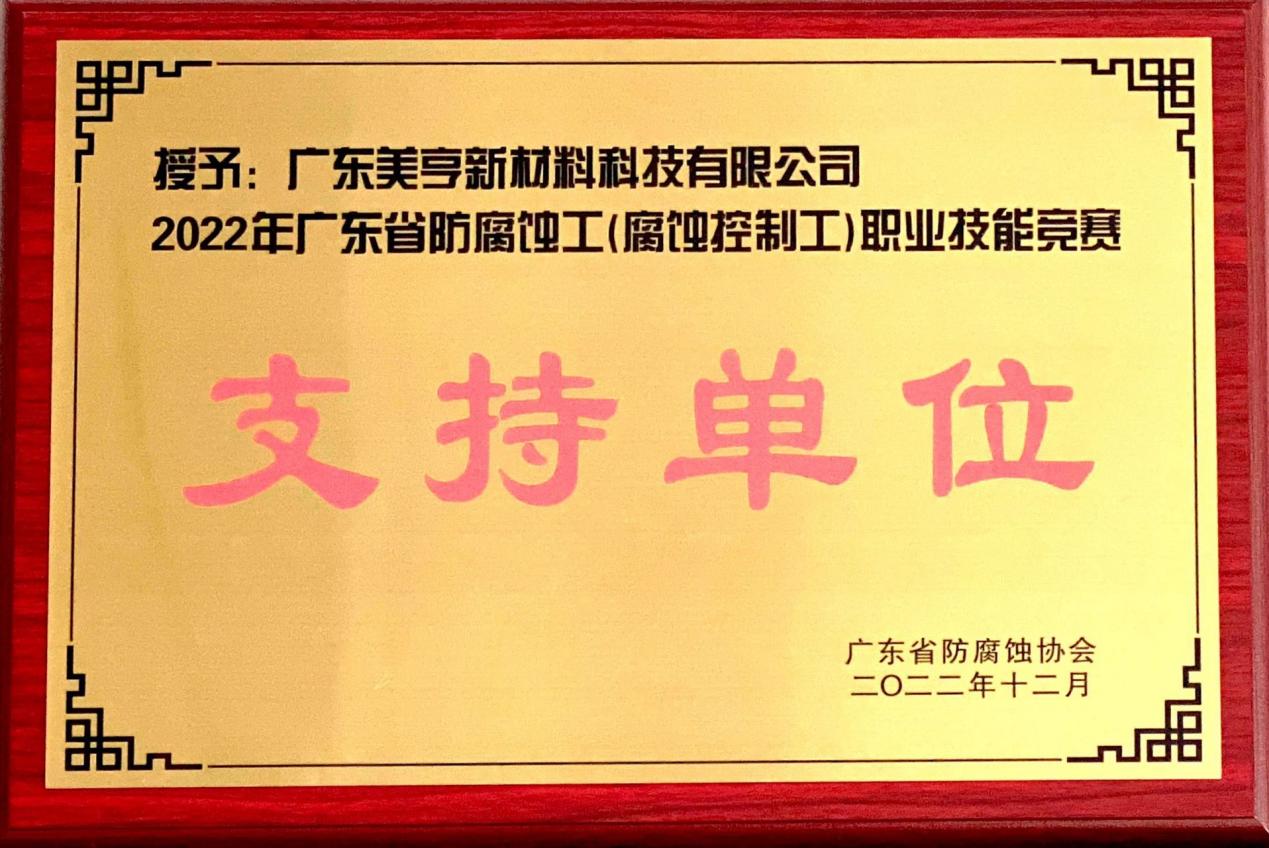 授予：广东美亨新材料科技有限公司
2022年广东省防腐蚀工(腐蚀控制工)职业技能竞赛
支持单位
广东省防腐蚀协会
二〇二二年十二月